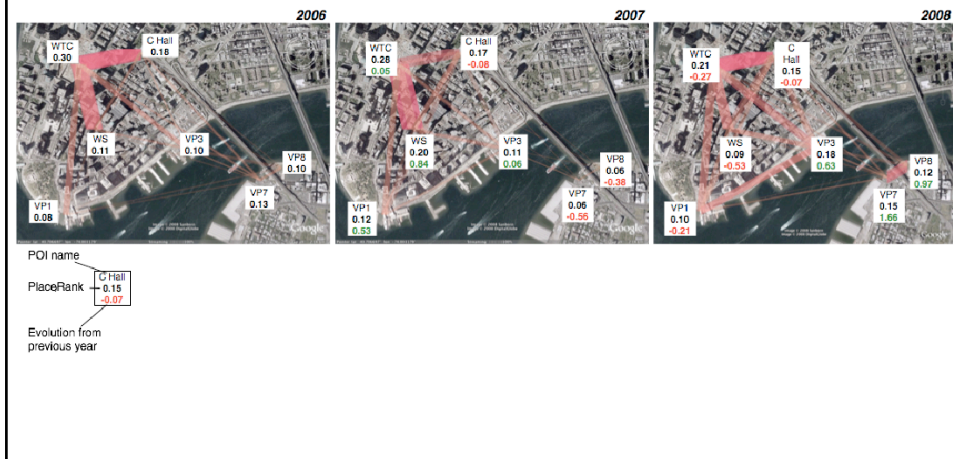 2006
WTC
0.30
C Hall
0.18
WS
0.11
VP3
0.10
VP8
0.10
VP7
0.13
VP1
0.08
Google
2007
WTC
0.28
0.05
C Hall
0.17
-0.08
WS
0.20
0.84
VP3
0.11
0.06
VP8
0.06
-0.38
VP7
0.06
-0.56
VP1
0.12
0.53
Google
2008
WTC
0.21
-0.27
C
Hall
0.15
-0.07
WS
0.09
-0.53
VP3
0.18
0.63
VP8
0.12
0.97
VP7
0.15
1.66
VP1
0.10
-0.21
Google
POI name
PlaceRank
C Hall
0.15
-0.07
Evolution from
previous year